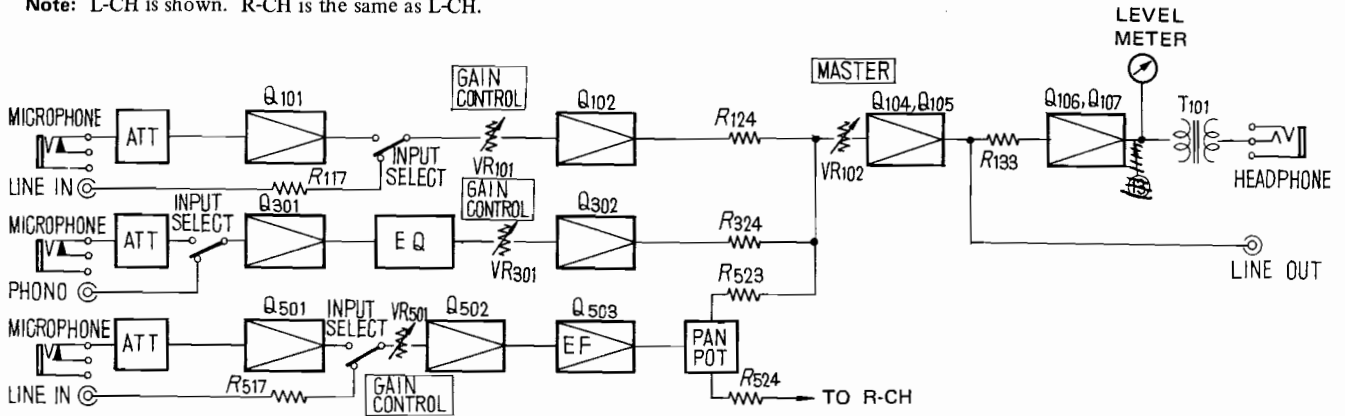 Note: L-CH is shown. R-CH is the same as L-CH.
LEVEL
METER
MICROPHONE
ATT
Q101
GAIN
CONTROL
VR101
Q102
R124
MASTER
VR102
Q104, Q105
R133
Q106, Q107
T101
HEADPHONE
LINE IN
R117
INPUT
SELECT
MICROPHONE
ATT
INPUT
SELECT
Q301
EQ
GAIN
CONTROL
VR301
Q302
R324
LINE OUT
PHONO
R523
MICROPHONE
ATT
Q501
INPUT
SELECT
VR501
Q502
Q503
EF
PAN
POT
LINE IN
R517
GAIN
CONTROL
R524
TO R-CH